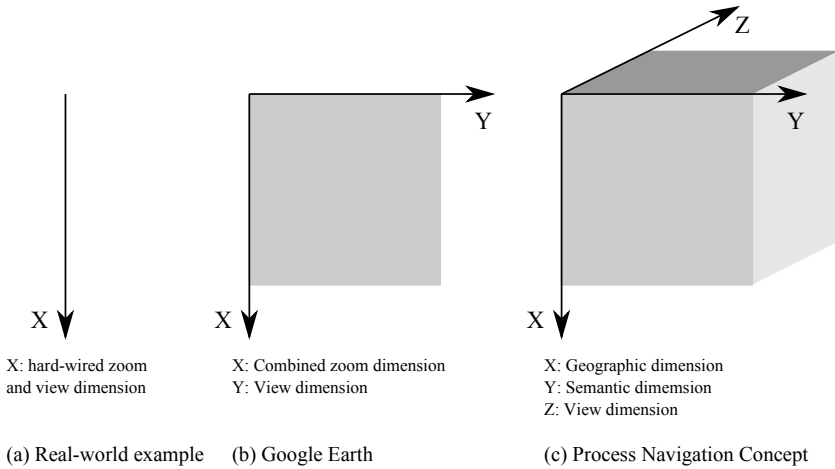 X
X: hard-wired zoom
and view dimension
(a) Real-world example
Y
X
X: Combined zoom dimension
Y: View dimension
(b) Google Earth
Z
Y
X
X: Geographic dimension
Y: Semantic dimemsion
Z: View dimension
(c) Process Navigation Concept